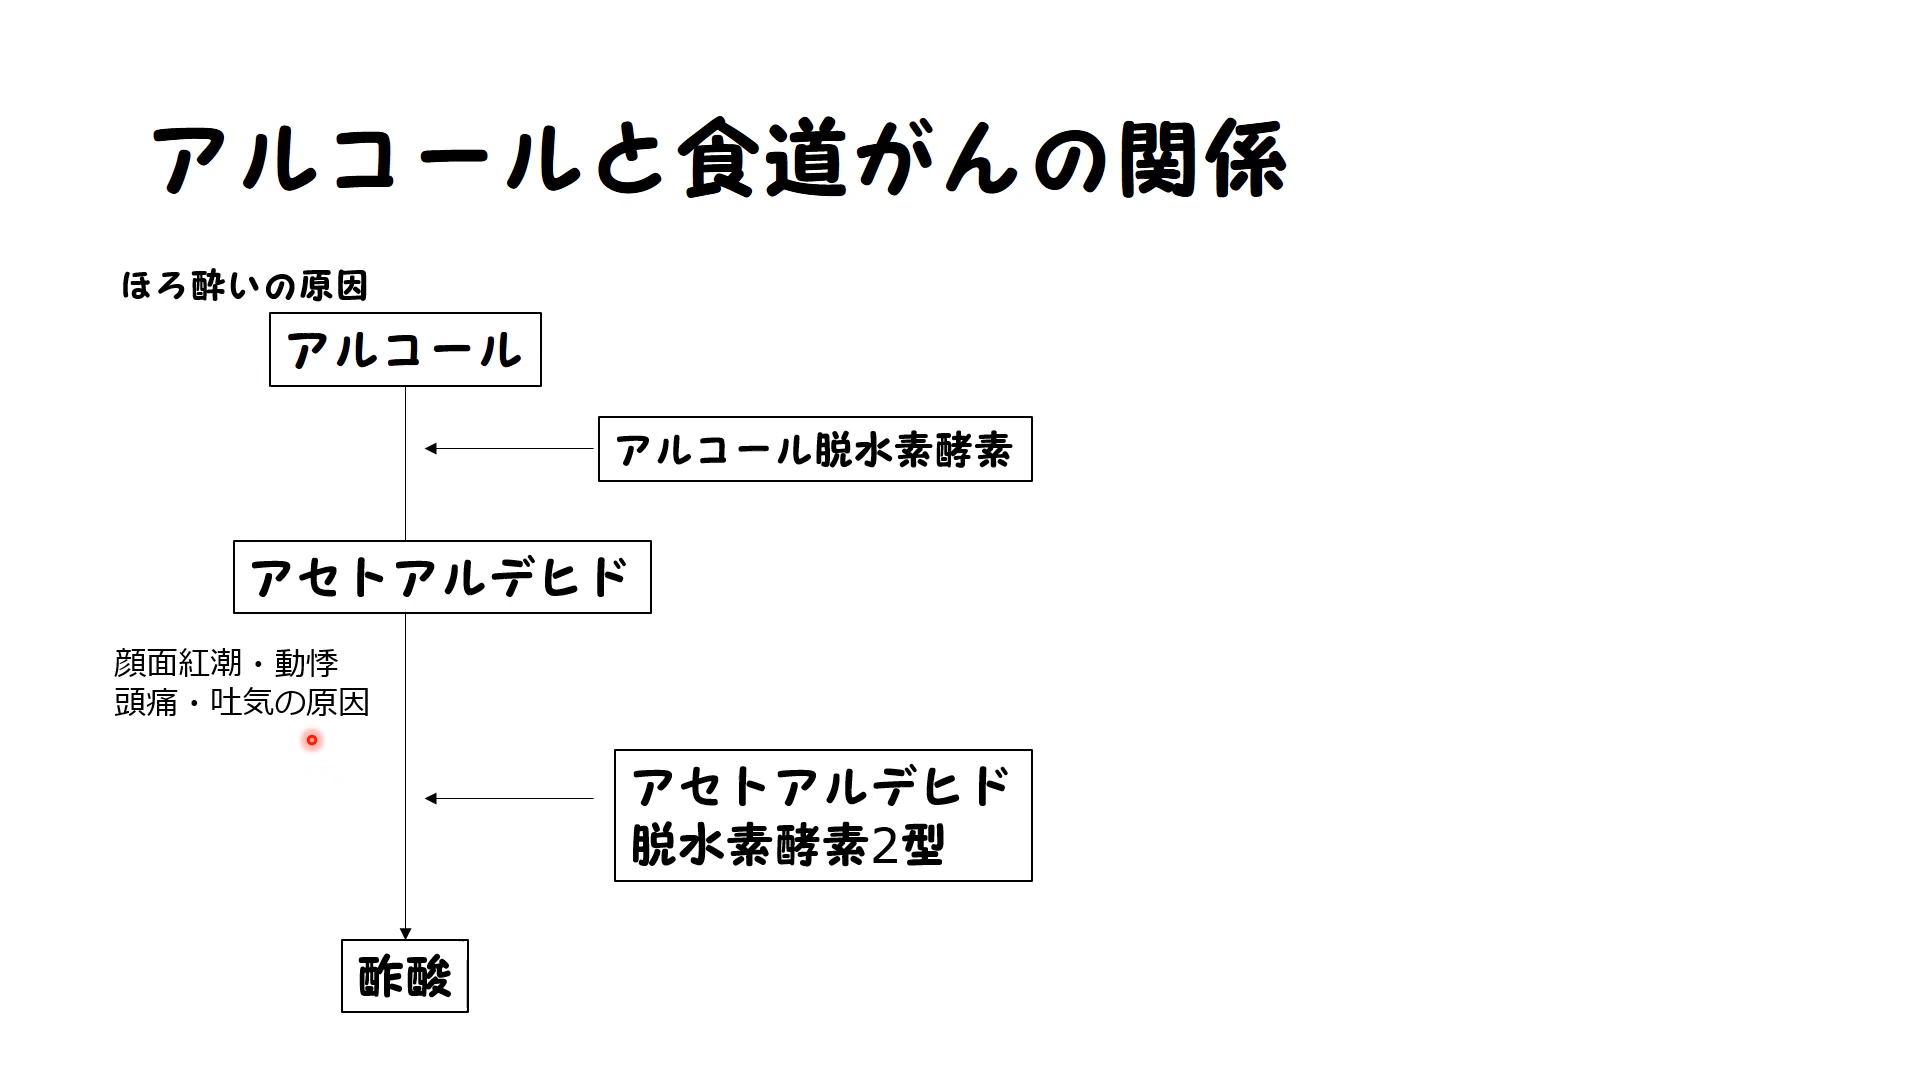 アルコールと食道がんの関係
ほろ酔いの原因
アルコール
アルコール脱水素酵素
アセトアルデヒド
顔面紅潮・動悸
頭痛・吐気の原因
アセトアルデヒド
脱水素酵素2型
酢酸